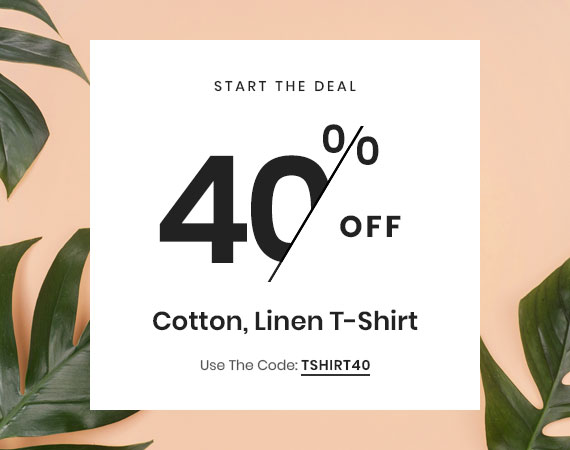 START THE DEAL
40%
OFF
Cotton, Linen T-Shirt
Use The Code: TSHIRT40